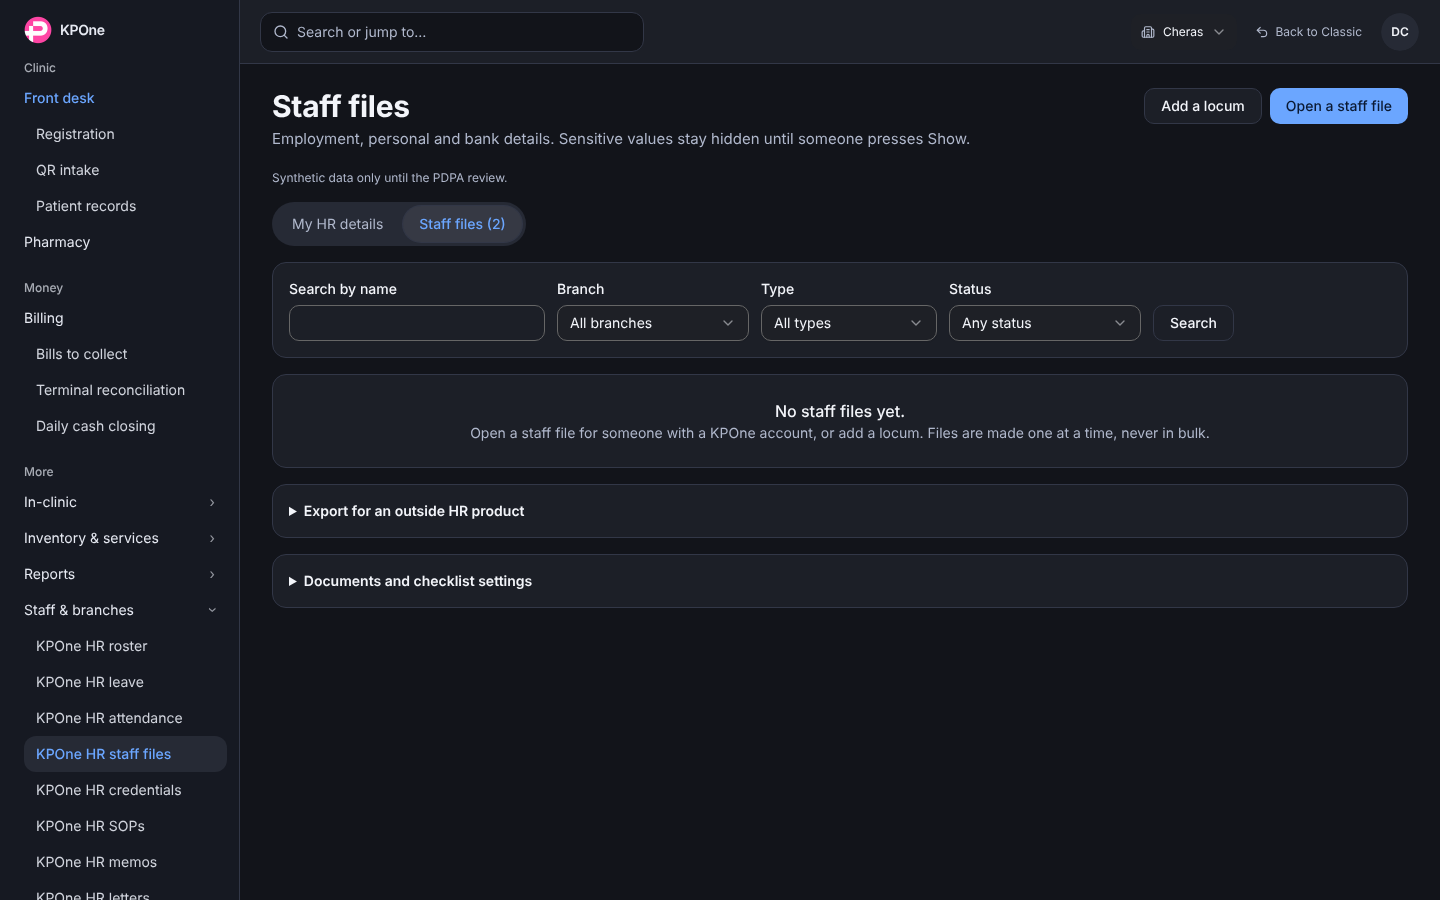 KPOne
Clinic
Front desk
Registration
QR intake
Patient records
Pharmacy
Money
Billing
Bills to collect
Terminal reconciliation
Daily cash closing
More
In-clinic
Inventory & services
Reports
Staff & branches
KPOne HR roster
KPOne HR leave
KPOne HR attendance
KPOne HR staff files
KPOne HR credentials
KPOne HR SOPs
KPOne HR memos
KPOne HR letters
Search or jump to...
Cheras
Back to Classic
DC
Staff files
Employment, personal and bank details. Sensitive values stay hidden until someone presses Show.
Add a locum
Open a staff file
Synthetic data only until the PDPA review.
My HR details
Staff files (2)
Search by name
Branch
Type
Status
All branches
All types
Any status
Search
No staff files yet.
Open a staff file for someone with a KPOne account, or add a locum. Files are made one at a time, never in bulk.
Export for an outside HR product
Documents and checklist settings